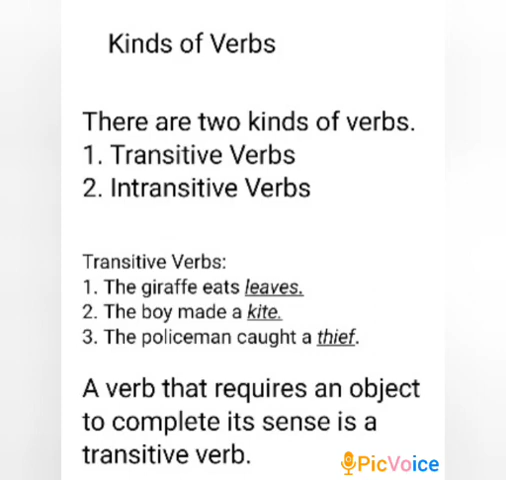 Kinds of Verbs
There are two kinds of verbs.
1. Transitive Verbs
2. Intransitive Verbs
Transitive Verbs:
1. The giraffe eats leaves.
2. The boy made a kite.
3. The policeman caught a thief.
A verb that requires an object
to complete its sense is a
transitive verb.
PicVoice